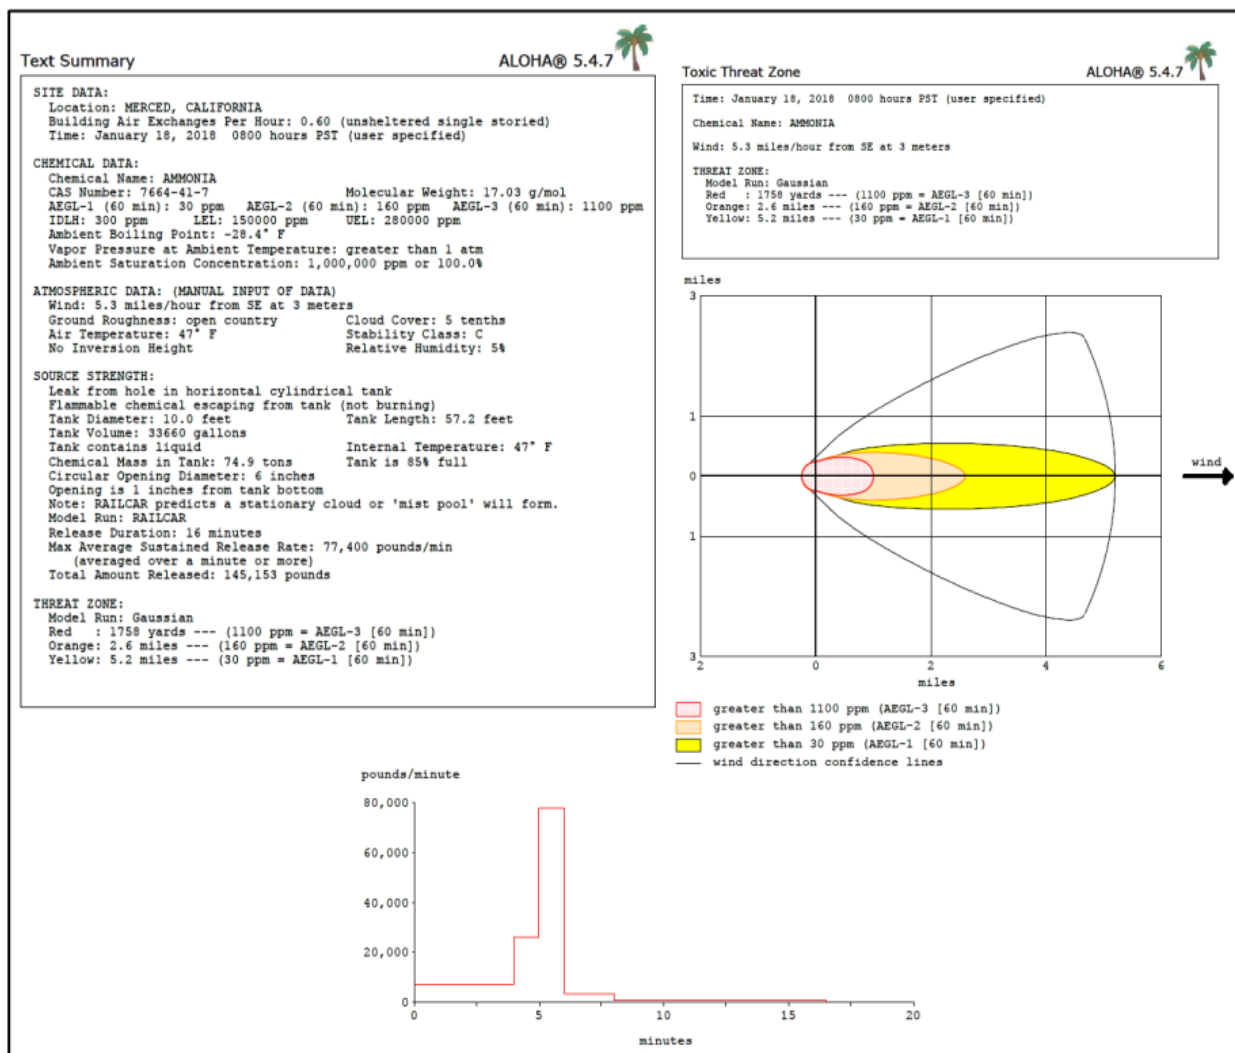 Text Summary
ALOHA® 5.4.7
SITE DATA:
Location: MERCED, CALIFORNIA
Building Air Exchanges Per Hour: 0.60 (unsheltered single storied)
Time: January 18, 2018 0800 hours PST (user specified)
CHEMICAL DATA:
Chemical Name: AMMONIA
CAS Number: 7664-41-7 Molecular Weight: 17.03 g/mol
AEGL-1 (60 min): 30 ppm AEGL-2 (60 min): 160 ppm AEGL-3 (60 min): 1100 ppm
IDLH: 300 ppm LEL: 150000 ppm UEL: 280000 ppm
Ambient Boiling Point: -28.4° F
Vapor Pressure at Ambient Temperature: greater than 1 atm
Ambient Saturation Concentration: 1,000,000 ppm or 100.0%
ATMOSPHERIC DATA: (MANUAL INPUT OF DATA)
Wind: 5.3 miles/hour from SE at 3 meters
Ground Roughness: open country Cloud Cover: 5 tenths
Air Temperature: 47° F Stability Class: C
No Inversion Height Relative Humidity: 5%
SOURCE STRENGTH:
Leak from hole in horizontal cylindrical tank
Flammable chemical escaping from tank (not burning)
Tank Diameter: 10.0 feet Tank Length: 57.2 feet
Tank Volume: 33660 gallons
Tank contains liquid Internal Temperature: 47° F
Chemical Mass in Tank: 74.9 tons Tank is 85% full
Circular Opening Diameter: 6 inches
Opening is 1 inches from tank bottom
Note: RAILCAR predicts a stationary cloud or 'mist pool' will form.
Model Run: RAILCAR
Release Duration: 16 minutes
Max Average Sustained Release Rate: 77,400 pounds/min
(averaged over a minute or more)
Total Amount Released: 145,153 pounds
THREAT ZONE:
Model Run: Gaussian
Red : 1758 yards --- (1100 ppm = AEGL-3 [60 min])
Orange: 2.6 miles --- (160 ppm = AEGL-2 [60 min])
Yellow: 5.2 miles --- (30 ppm = AEGL-1 [60 min])
Toxic Threat Zone
ALOHA® 5.4.7
Time: January 18, 2018 0800 hours PST (user specified)
Chemical Name: AMMONIA
Wind: 5.3 miles/hour from SE at 3 meters
THREAT ZONE:
Model Run: Gaussian
Red : 1758 yards --- (1100 ppm = AEGL-3 [60 min])
Orange: 2.6 miles --- (160 ppm = AEGL-2 [60 min])
Yellow: 5.2 miles --- (30 ppm = AEGL-1 [60 min])
miles
3
1
0
1
3
wind
2 0 2 4 6
miles
greater than 1100 ppm (AEGL-3 [60 min])
greater than 160 ppm (AEGL-2 [60 min])
greater than 30 ppm (AEGL-1 [60 min])
wind direction confidence lines
pounds/minute
80,000
60,000
40,000
20,000
0
0 5 10 15 20
minutes